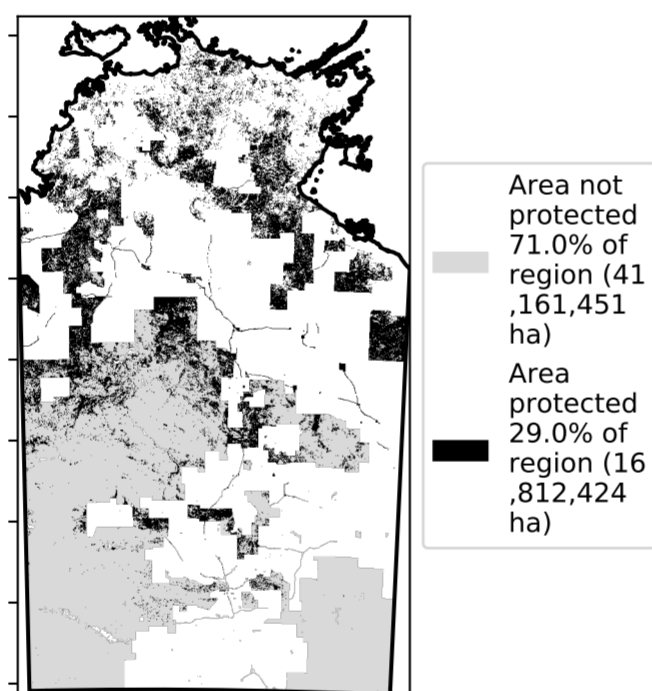 Area not
protected
71.0% of
region (41
,161,451
ha)
Area
protected
29.0% of
region (16
,812,424
ha)